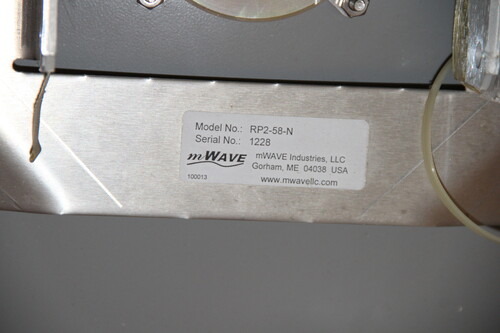 Model No.: RP2-58-N
Serial No.: 1228
mWAVE
mWAVE Industries, LLC
Gorham, ME 04038 USA
100013
www.mwavellc.com